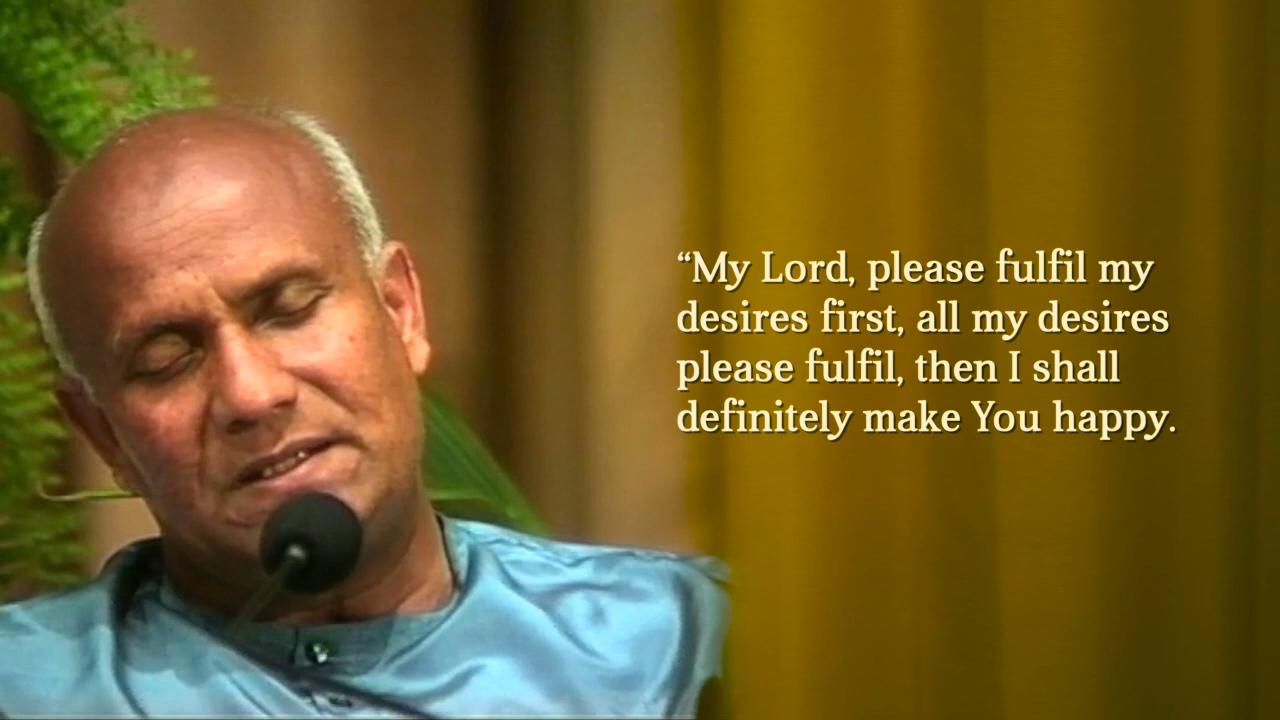 “My Lord, please fulfil my
desires first, all my desires
please fulfil, then I shall
definitely make You happy.